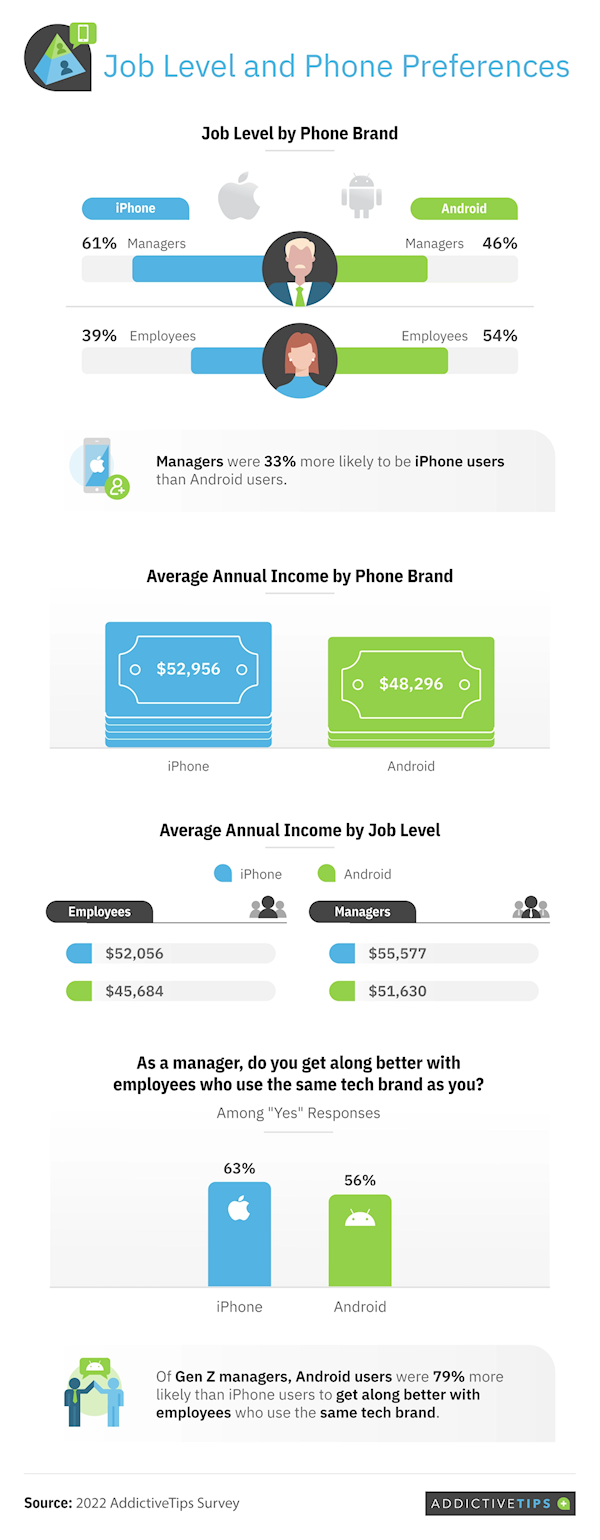 Job Level and Phone Preferences
Job Level by Phone Brand
iPhone
Android
61% Managers
Managers 46%
39% Employees
Employees 54%
Managers were 33% more likely to be iPhone users
than Android users.
Average Annual Income by Phone Brand
$52,956
$48,296
iPhone
Android
Average Annual Income by Job Level
iPhone
Android
Employees
Managers
$52,056
$55,577
$45,684
$51,630
As a manager, do you get along better with
employees who use the same tech brand as you?
Among "Yes" Responses
63%
56%
iPhone
Android
Of Gen Z managers, Android users were 79% more
likely than iPhone users to get along better with
employees who use the same tech brand.
Source: 2022 AddictiveTips Survey
ADDICTIVETIPS